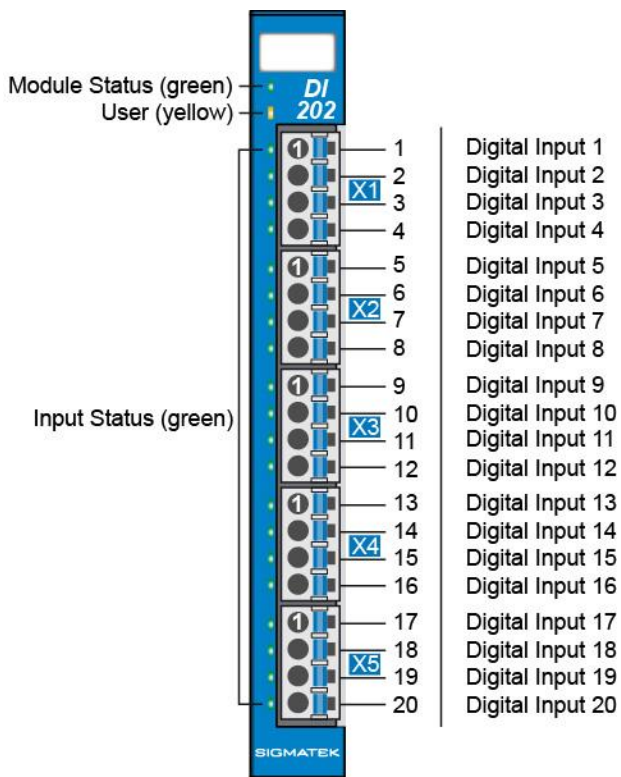 Module Status (green)
DI
User (yellow)
202
1 1 Digital Input 1
2 Digital Input 2
X1
3 Digital Input 3
4 Digital Input 4
1 5 Digital Input 5
6 Digital Input 6
X2
7 Digital Input 7
8 Digital Input 8
1 9 Digital Input 9
10 Digital Input 10
Input Status (green)
X3
11 Digital Input 11
12 Digital Input 12
1 13 Digital Input 13
14 Digital Input 14
X4
15 Digital Input 15
16 Digital Input 16
1 17 Digital Input 17
18 Digital Input 18
X5
19 Digital Input 19
20 Digital Input 20
SIGMATEK